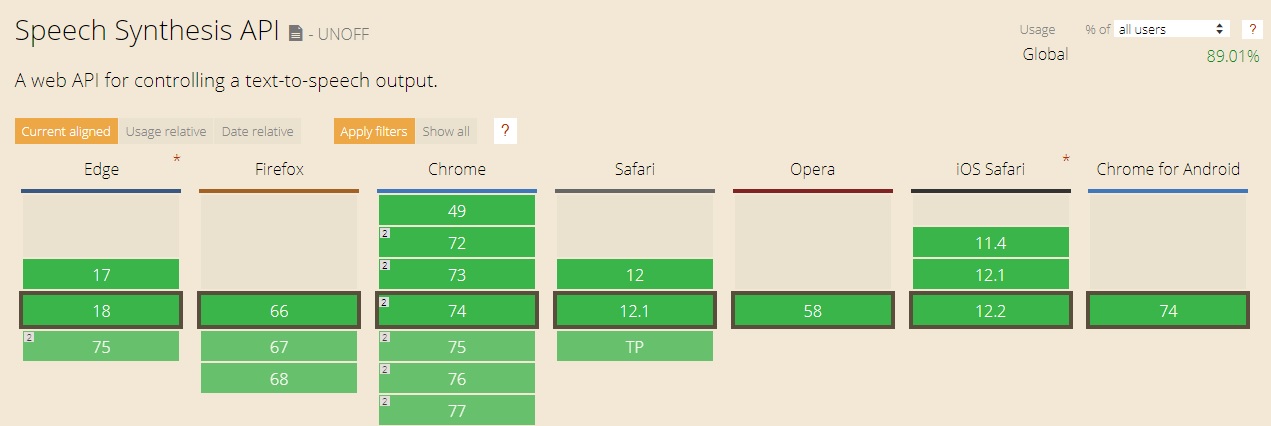 Speech Synthesis API - UNOFF
Usage % of all users ?
Global 89.01%
A web API for controlling a text-to-speech output.
Current aligned Usage relative Date relative Apply filters Show all ?
Edge * Firefox Chrome Safari Opera iOS Safari * Chrome for Android
49
2 72 11.4
17 2 73 12 12.1
18 66 2 74 12.1 58 12.2 74
2 75 67 2 75 TP
68 2 76
2 77